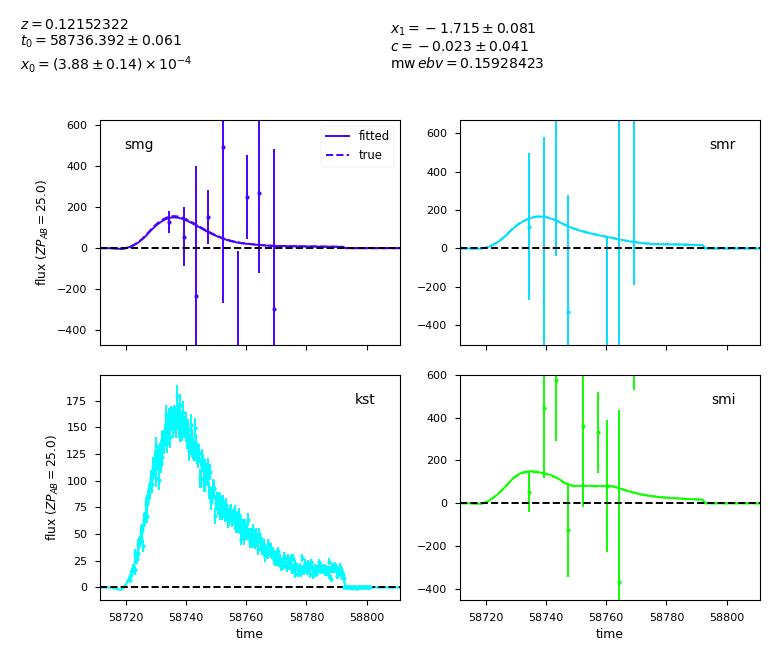 z = 0.12152322
t₀ = 58736.392 ± 0.061
x₀ = (3.88 ± 0.14) × 10⁻⁴
x₁ = −1.715 ± 0.081
c = −0.023 ± 0.041
mw ebv = 0.15928423
smg
fitted
true
600
400
200
0
−200
−400
flux (ZP_AB = 25.0)
smr
600
400
200
0
−200
−400
kst
175
150
125
100
75
50
25
0
flux (ZP_AB = 25.0)
58720 58740 58760 58780 58800
time
smi
600
400
200
0
−200
−400
58720 58740 58760 58780 58800
time